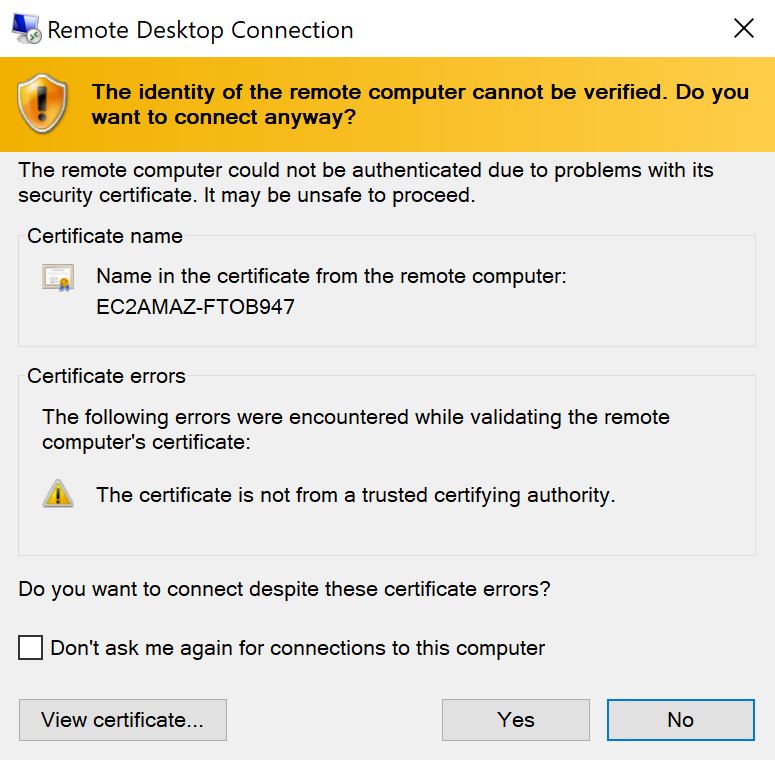 Remote Desktop Connection
The identity of the remote computer cannot be verified. Do you
want to connect anyway?
The remote computer could not be authenticated due to problems with its
security certificate. It may be unsafe to proceed.
Certificate name
Name in the certificate from the remote computer:
EC2AMAZ-FTOB947
Certificate errors
The following errors were encountered while validating the remote
computer's certificate:
The certificate is not from a trusted certifying authority.
Do you want to connect despite these certificate errors?
Don't ask me again for connections to this computer
View certificate...
Yes
No